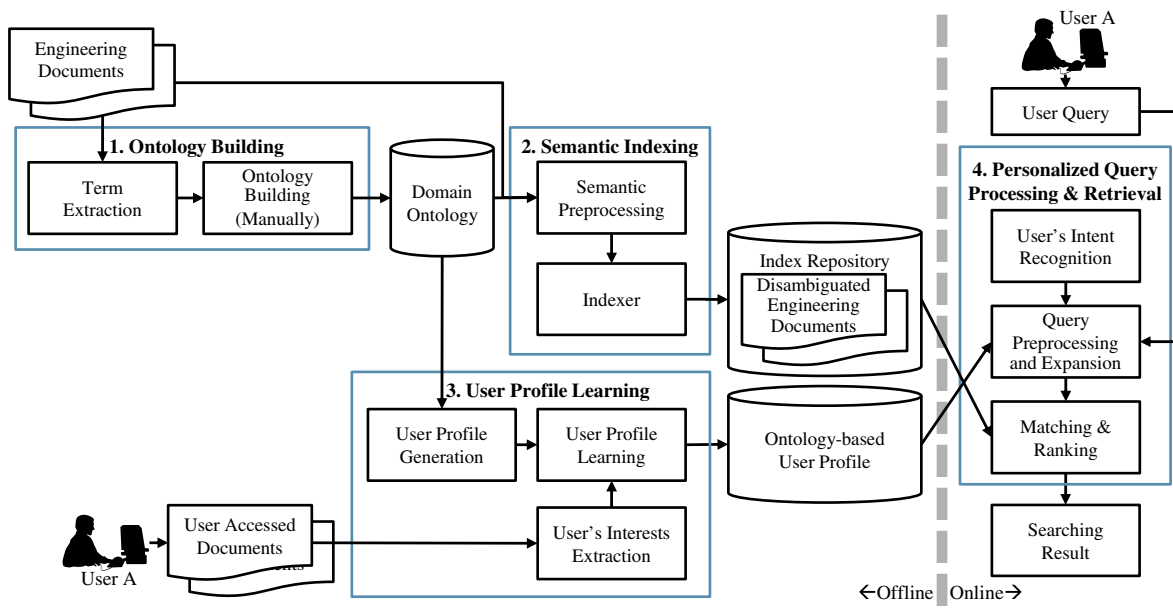 Engineering
Documents
1. Ontology Building
Term
Extraction
Ontology
Building
(Manually)
Domain
Ontology
2. Semantic Indexing
Semantic
Preprocessing
Indexer
Index Repository
Disambiguated
Engineering
Documents
3. User Profile Learning
User Profile
Generation
User Profile
Learning
User's Interests
Extraction
Ontology-based
User Profile
User A
User Accessed
Documents
User A
User Query
4. Personalized Query
Processing & Retrieval
User's Intent
Recognition
Query
Preprocessing
and Expansion
Matching &
Ranking
Searching
Result
←Offline
Online→